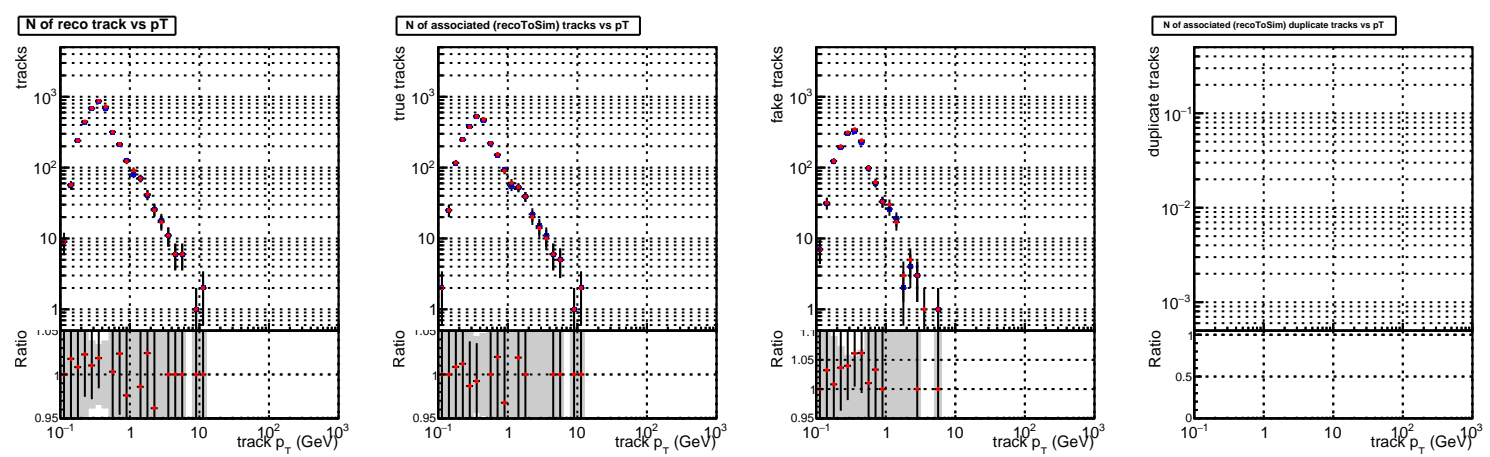 N of reco track vs pT
tracks
10³
10²
10
1
Ratio
1.05
1
0.95
10⁻¹ 1 10 10² 10³
track p_T (GeV)
N of associated (recoToSim) tracks vs pT
true tracks
10³
10²
10
1
Ratio
1.05
1
0.95
10⁻¹ 1 10 10² 10³
track p_T (GeV)
fake tracks
10³
10²
10
1
Ratio
1.1
1.05
1
0.95
10⁻¹ 1 10 10² 10³
track p_T (GeV)
N of associated (recoToSim) duplicate tracks vs pT
duplicate tracks
10⁻¹
10⁻²
10⁻³
Ratio
1
0.5
0
10⁻¹ 1 10 10² 10³
track p_T (GeV)